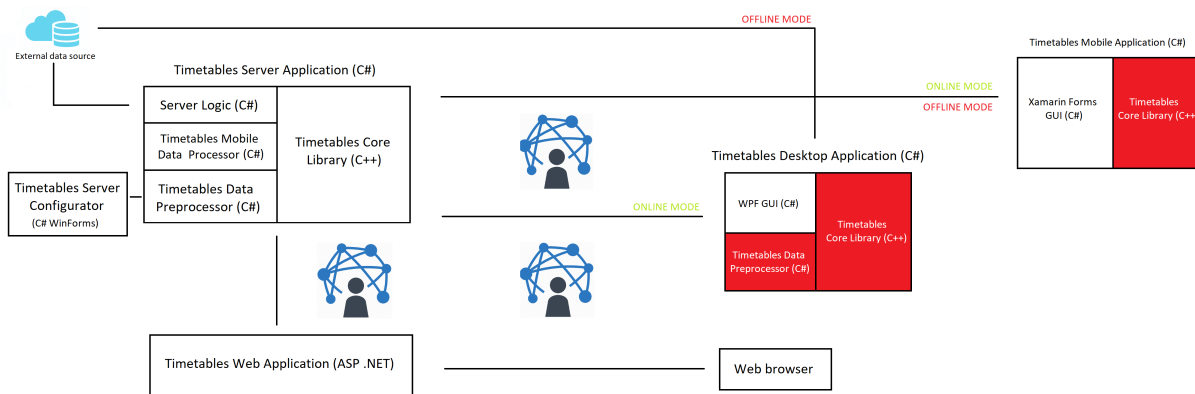 OFFLINE MODE
External data source
Timetables Server Application (C#)
Server Logic (C#)
Timetables Mobile
Data Processor (C#)
Timetables Data
Preprocessor (C#)
Timetables Core
Library (C++)
Timetables Server
Configurator
(C# WinForms)
ONLINE MODE
OFFLINE MODE
Timetables Mobile Application (C#)
Xamarin Forms
GUI (C#)
Timetables
Core Library (C++
ONLINE MODE
Timetables Desktop Application (C#)
WPF GUI (C#)
Timetables Data
Preprocessor (C#)
Timetables
Core Library (C++)
Timetables Web Application (ASP .NET)
Web browser